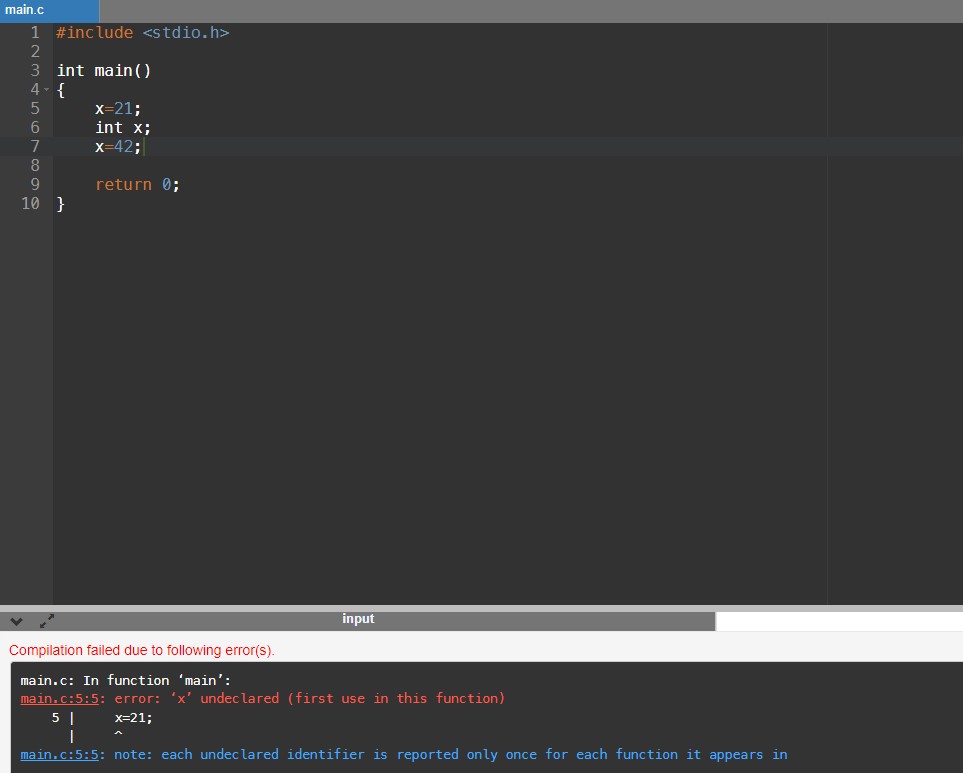 main.c
1 #include <stdio.h>
2
3 int main()
4 {
5     x=21;
6     int x;
7     x=42;
8
9     return 0;
10 }
input
Compilation failed due to following error(s).
main.c: In function ‘main’:
main.c:5:5: error: ‘x’ undeclared (first use in this function)
    5 |     x=21;
      |     ^
main.c:5:5: note: each undeclared identifier is reported only once for each function it appears in